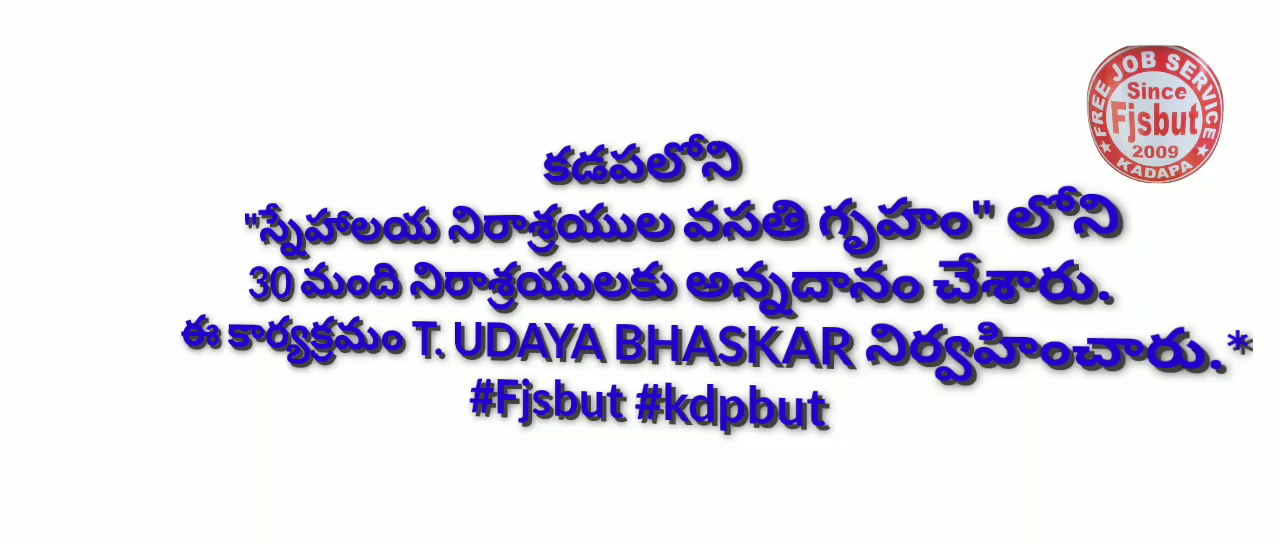 FREE JOB SERVICE
Since
Fjsbut
2009
KADAPA
కడపలోని
"స్నేహాలయ నిరాశ్రయుల వసతి గృహం" లోని
30 మంది నిరాశ్రయులకు అన్నదానం చేశారు.
ఈ కార్యక్రమం T. UDAYA BHASKAR నిర్వహించారు.*
#Fjsbut #kdpbut